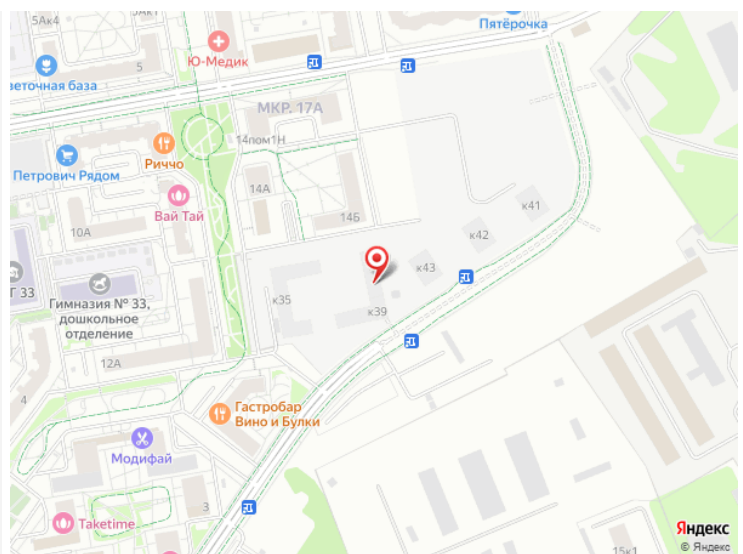 5Ак4
5Ак1
Пятёрочка
Ю-Медик
5
веточная база
МКР. 17А
14пом1Н
Риччо
Петрович Рядом
14А
Вай Тай
14Б
к41
10А
к42
к43
Г 33
Гимназия № 33,
дошкольное
отделение
к35
к39
12А
4
Гастробар
Вино и Булки
Модифай
3
Taketime
15к1
Яндекс
© Яндекс